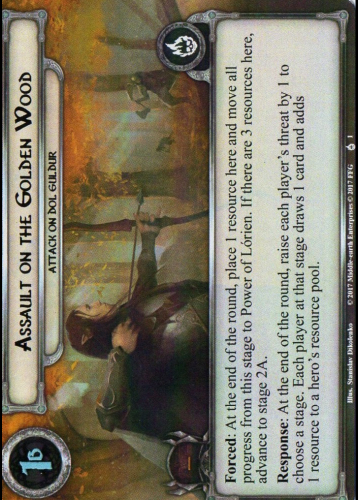 1B
ASSAULT ON THE GOLDEN WOOD
ATTACK ON DOL GULDUR
Forced: At the end of the round, place 1 resource here and move all
progress from this stage to Power of Lórien. If there are 3 resources here,
advance to stage 2A.
Response: At the end of the round, raise each player's threat by 1 to
choose a stage. Each player at that stage draws 1 card and adds
1 resource to a hero's resource pool.
Illus. Stanislav Dikolenko © 2017 Middle-earth Enterprises © 2017 FFG 1